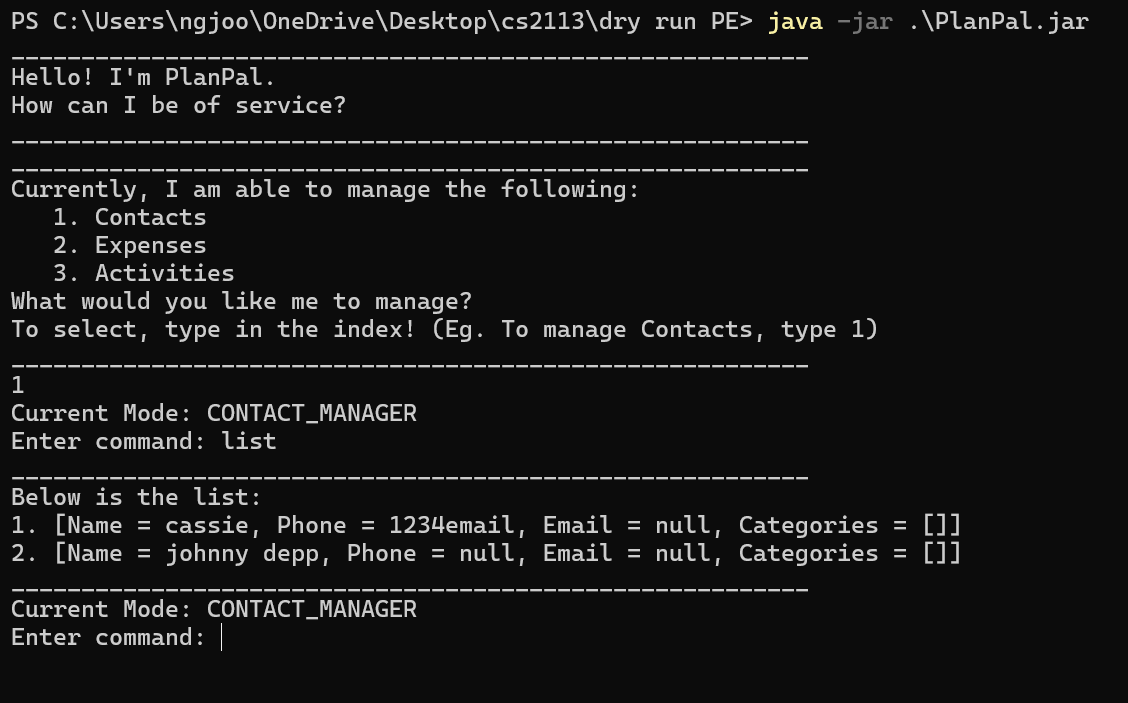 PS C:\Users\ngjoo\OneDrive\Desktop\cs2113\dry run PE> java -jar .\PlanPal.jar
_________________________________________________________
Hello! I'm PlanPal.
How can I be of service?
_________________________________________________________
_________________________________________________________
Currently, I am able to manage the following:
   1. Contacts
   2. Expenses
   3. Activities
What would you like me to manage?
To select, type in the index! (Eg. To manage Contacts, type 1)
_________________________________________________________
1
Current Mode: CONTACT_MANAGER
Enter command: list
_________________________________________________________
Below is the list:
1. [Name = cassie, Phone = 1234email, Email = null, Categories = []]
2. [Name = johnny depp, Phone = null, Email = null, Categories = []]
_________________________________________________________
Current Mode: CONTACT_MANAGER
Enter command: